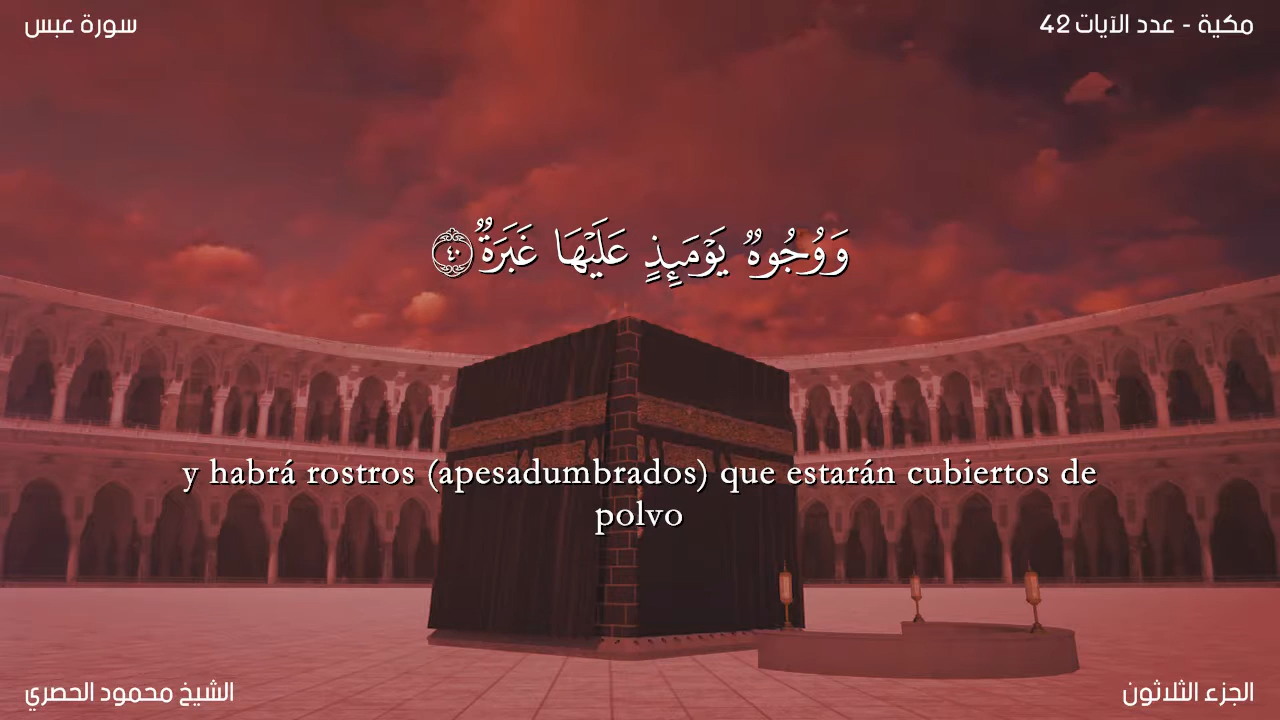 مكية - عدد الآيات 42
سورة عبس
وَوُجُوهٌ يَوْمَئِذٍ عَلَيْهَا غَبَرَةٌ ٤٠
y habrá rostros (apesadumbrados) que estarán cubiertos de
polvo
الجزء الثلاثون
الشيخ محمود الحصري